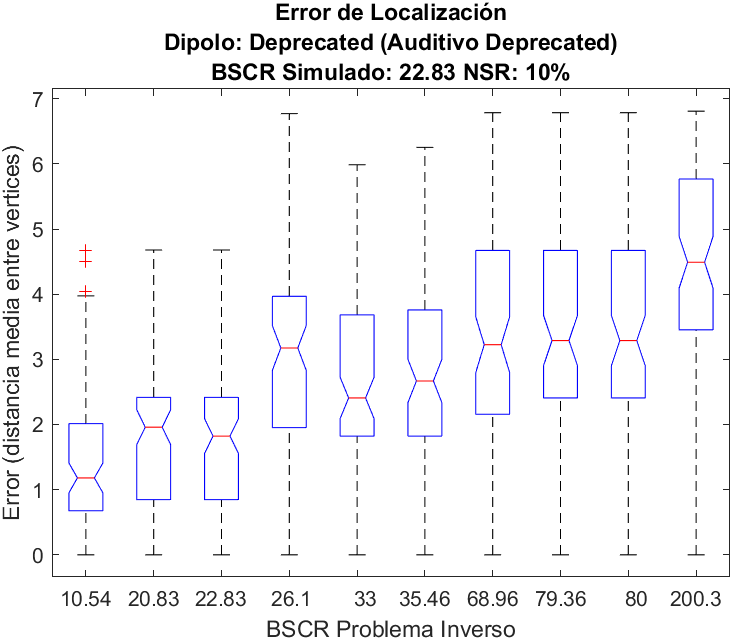 Error de Localización
Dipolo: Deprecated (Auditivo Deprecated)
BSCR Simulado: 22.83 NSR: 10%
Error (distancia media entre vertices)
7
6
5
4
3
2
1
0
10.54 20.83 22.83 26.1 33 35.46 68.96 79.36 80 200.3
BSCR Problema Inverso